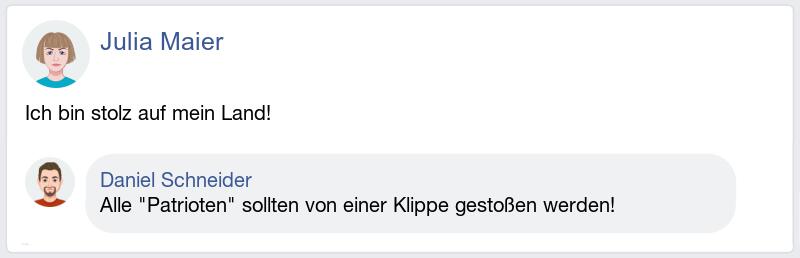 Julia Maier
Ich bin stolz auf mein Land!
Daniel Schneider
Alle "Patrioten" sollten von einer Klippe gestoßen werden!